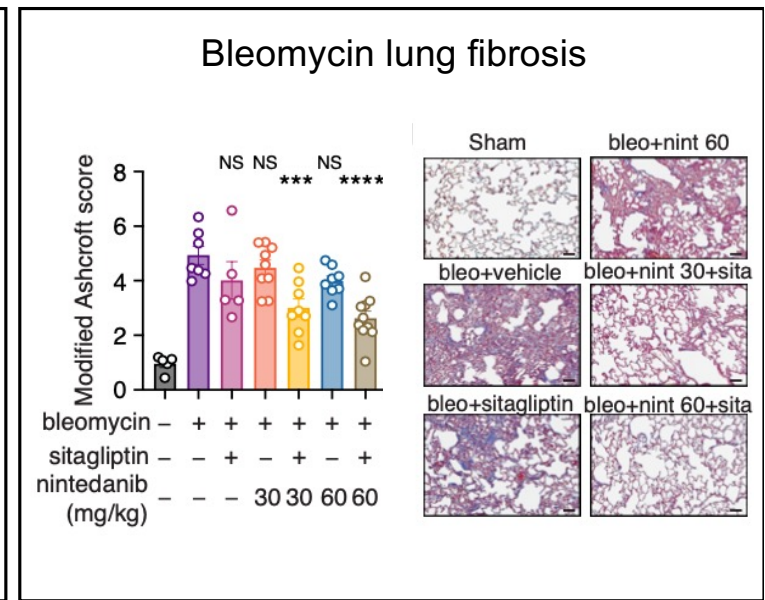 Bleomycin lung fibrosis
Modified Ashcroft score
8
6
4
2
0
NS NS NS
*** ****
bleomycin – + + + + + +
sitagliptin – – + – + – +
nintedanib
(mg/kg) – – – 30 30 60 60
Sham
bleo+nint 60
bleo+vehicle
bleo+nint 30+sita
bleo+sitagliptin
bleo+nint 60+sita